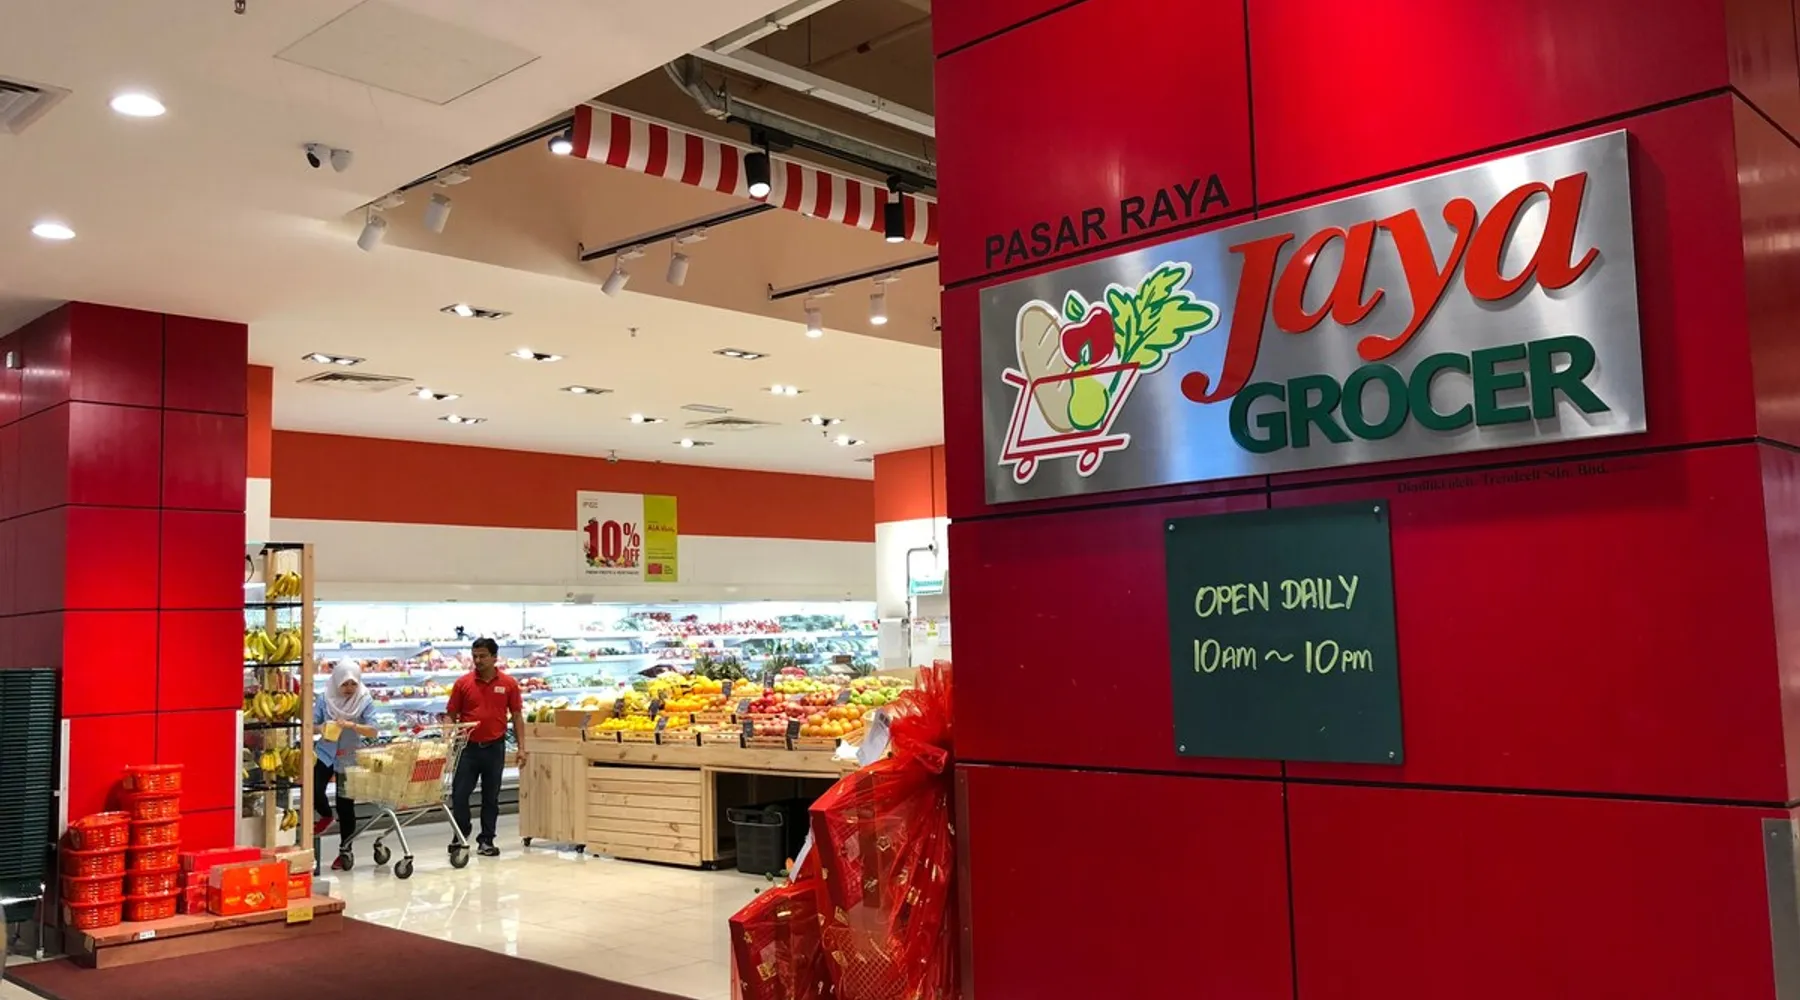 PASAR RAYA
Jaya
GROCER
OPEN DAILY
10AM ~ 10PM
10%
OFF